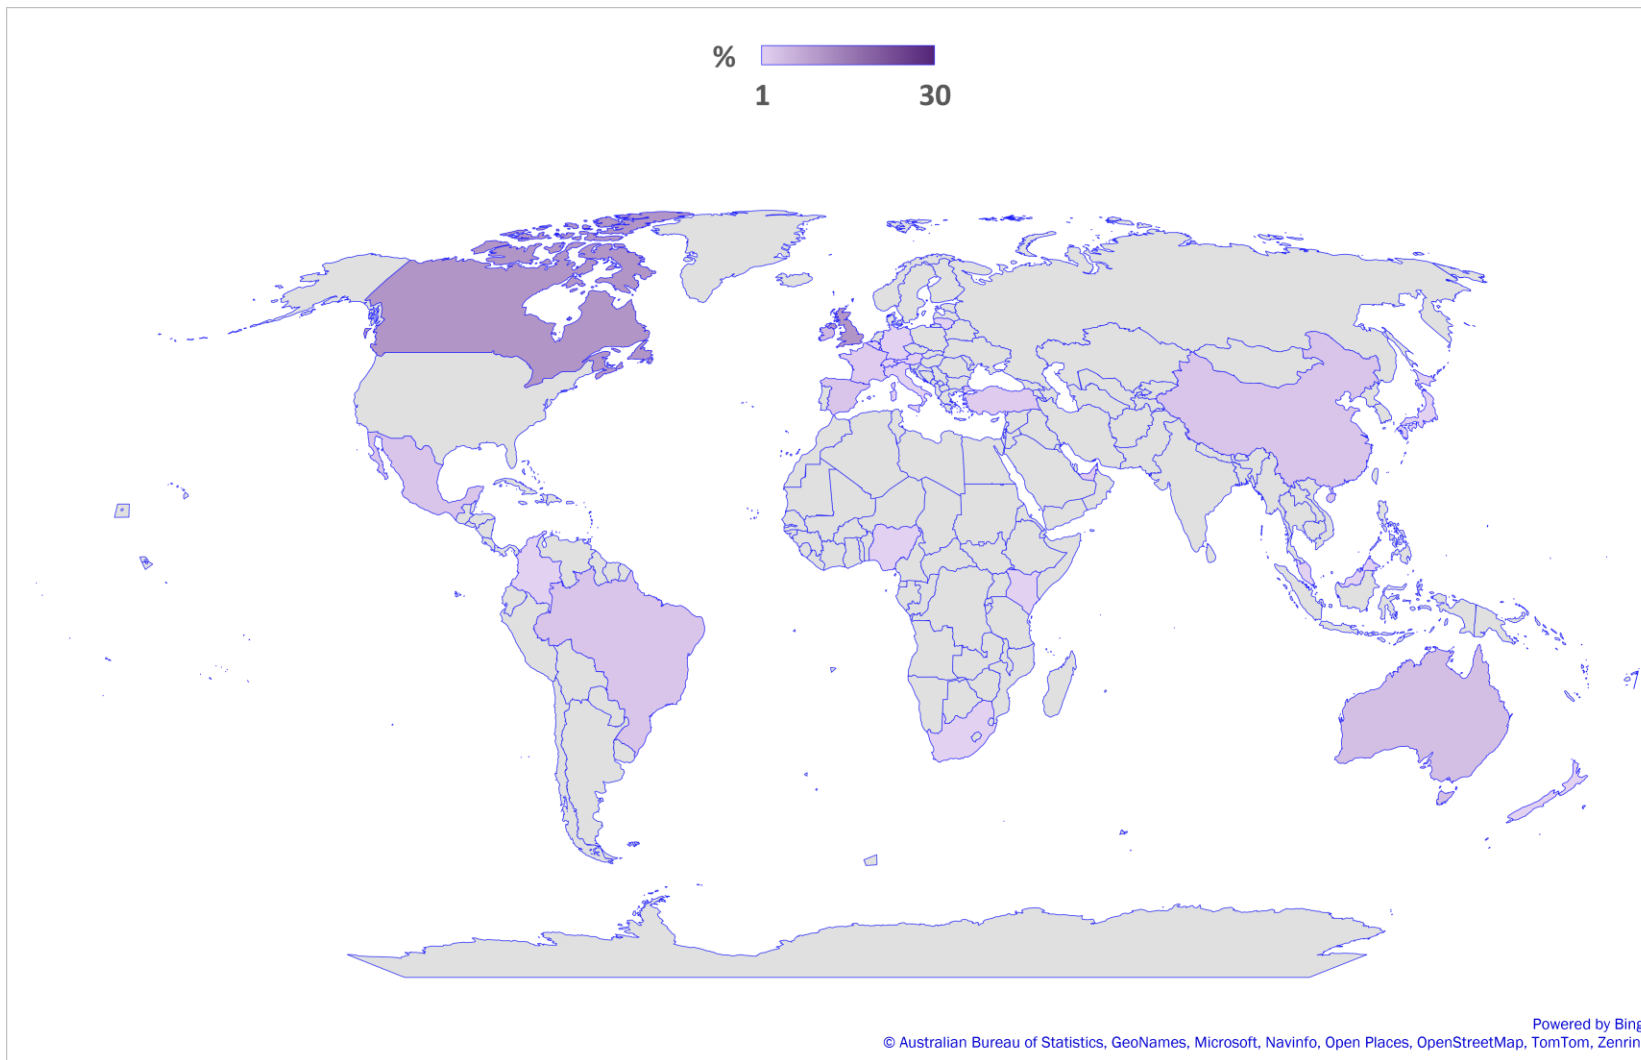 %
1 30
Powered by Bing
© Australian Bureau of Statistics, GeoNames, Microsoft, Navinfo, Open Places, OpenStreetMap, TomTom, Zenrin